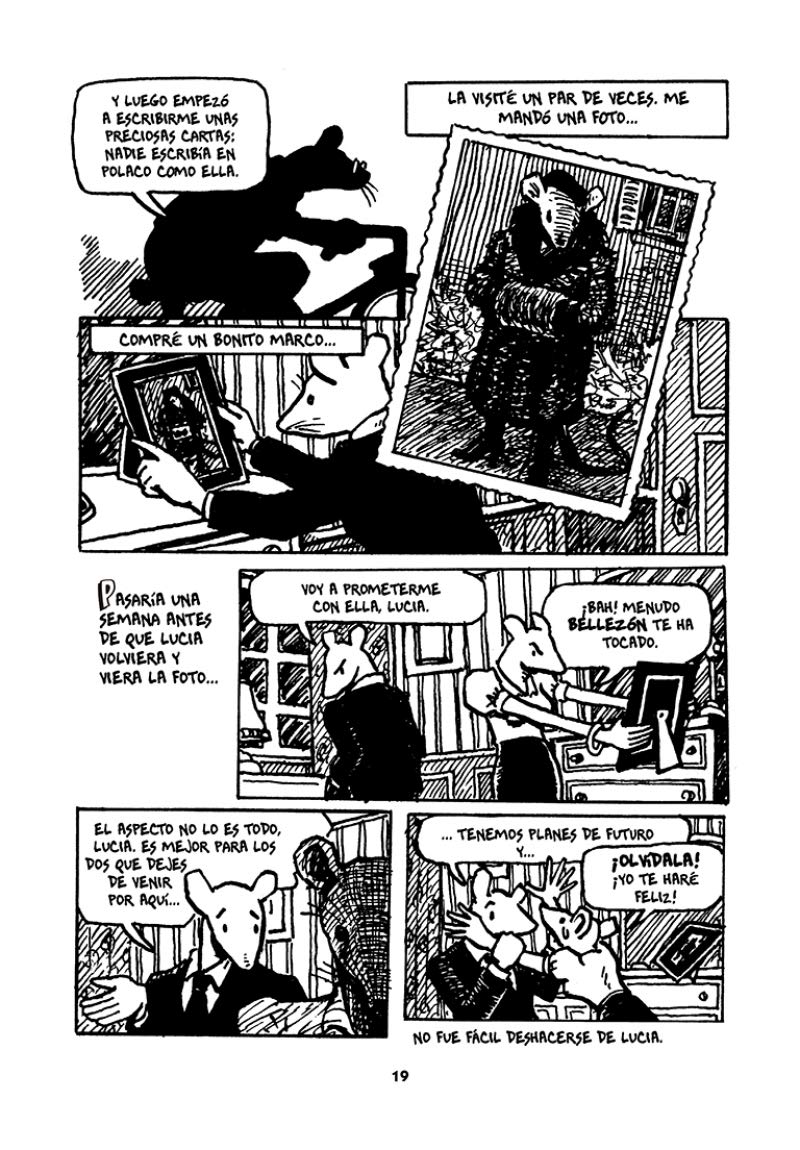 Y LUEGO EMPEZÓ
A ESCRIBIRME UNAS
PRECIOSAS CARTAS:
NADIE ESCRIBÍA EN
POLACO COMO ELLA.
LA VISITÉ UN PAR DE VECES. ME
MANDÓ UNA FOTO...
COMPRÉ UN BONITO MARCO...
PASARÍA UNA
SEMANA ANTES
DE QUE LUCIA
VOLVIERA Y
VIERA LA FOTO...
VOY A PROMETERME
CON ELLA, LUCIA.
¡BAH! MENUDO
BELLEZÓN TE HA
TOCADO.
EL ASPECTO NO LO ES TODO,
LUCIA. ES MEJOR PARA LOS
DOS QUE DEJES
DE VENIR
POR AQUÍ...
... TENEMOS PLANES DE FUTURO
Y...
¡OLVÍDALA!
¡YO TE HARÉ
FELIZ!
NO FUE FÁCIL DESHACERSE DE LUCIA.
19